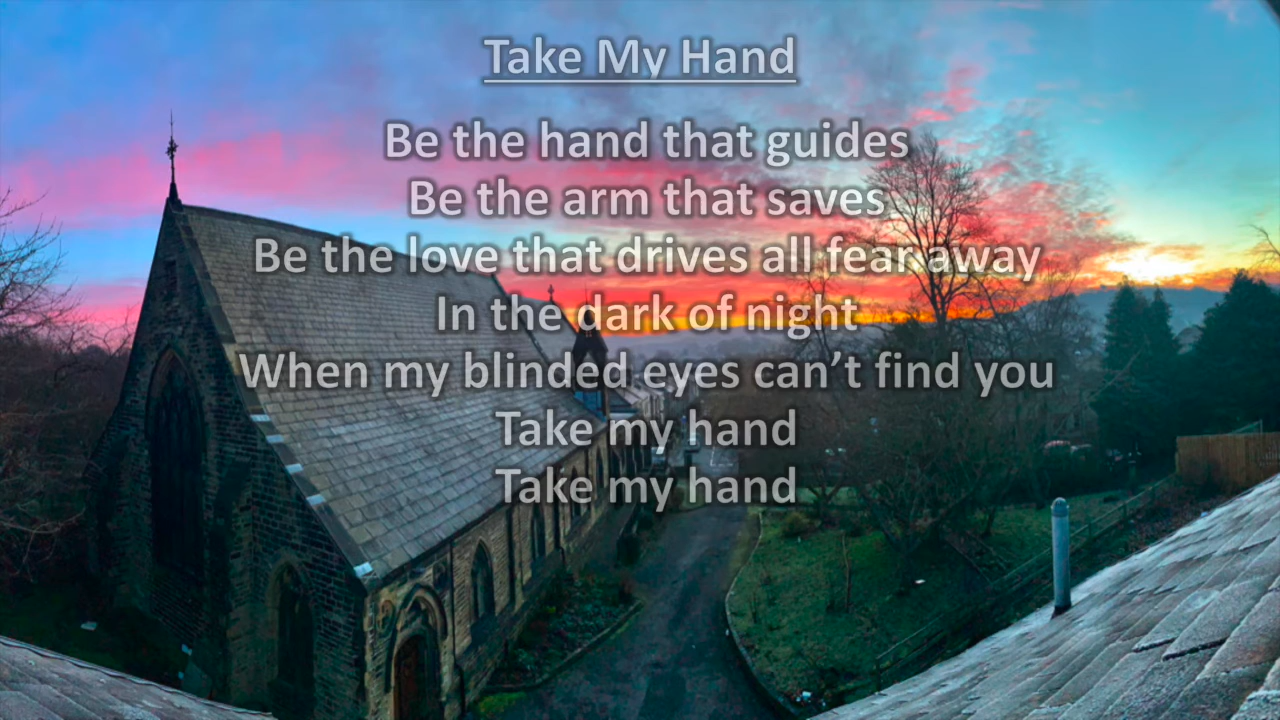 Take My Hand
Be the hand that guides
Be the arm that saves
Be the love that drives all fear away
In the dark of night
When my blinded eyes can’t find you
Take my hand
Take my hand